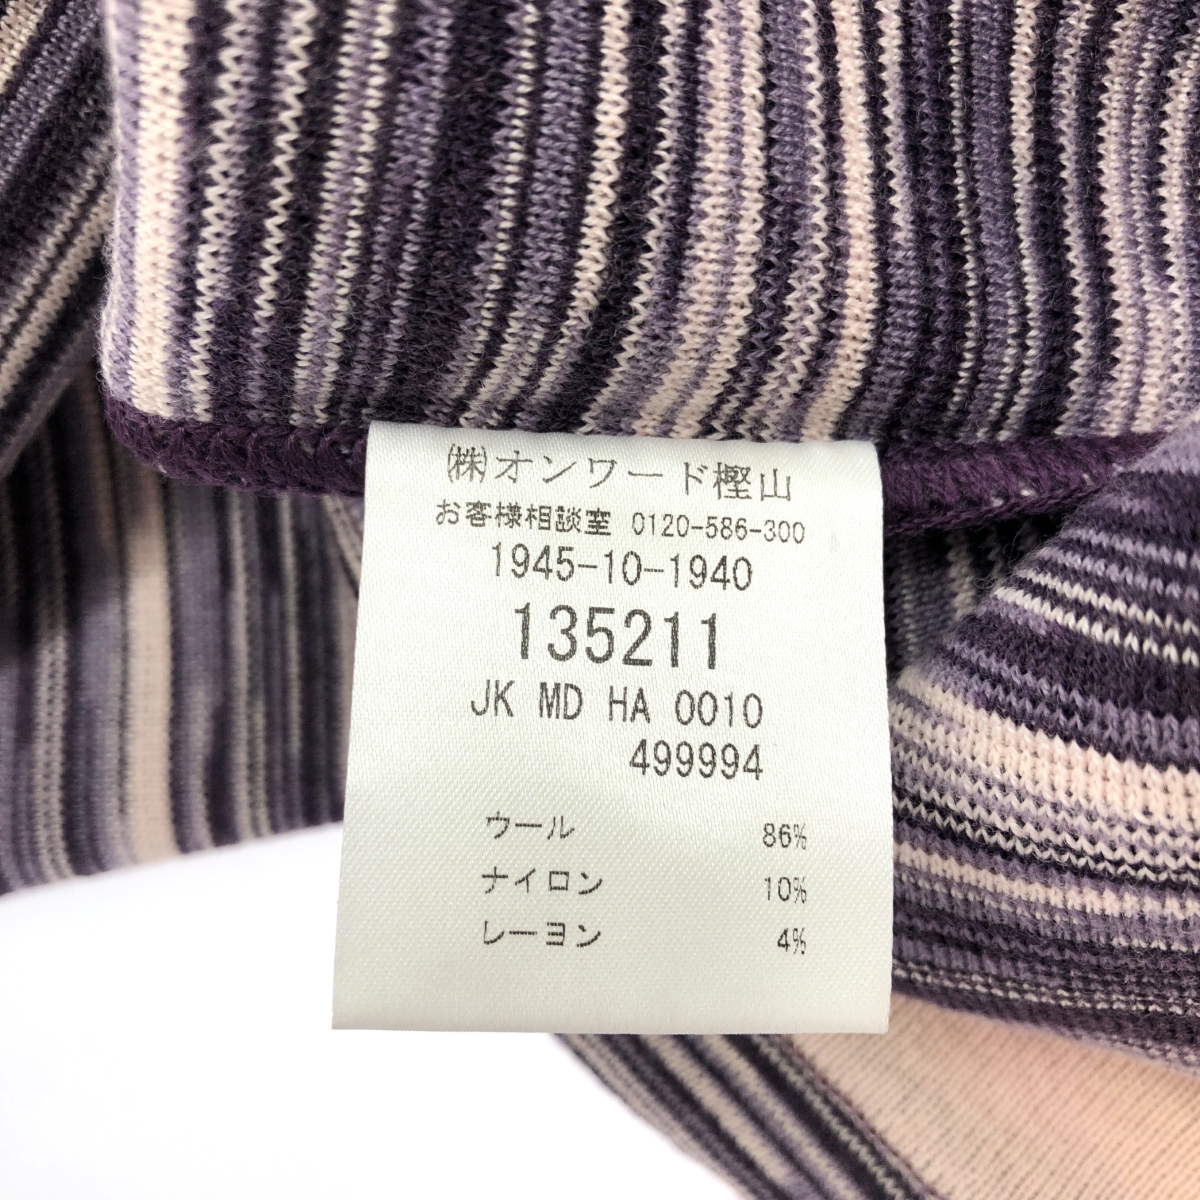 ㈱オンワード樫山
お客様相談室 0120-586-300
1945-10-1940
135211
JK MD HA 0010
499994
ウール 86%
ナイロン 10%
レーヨン 4%